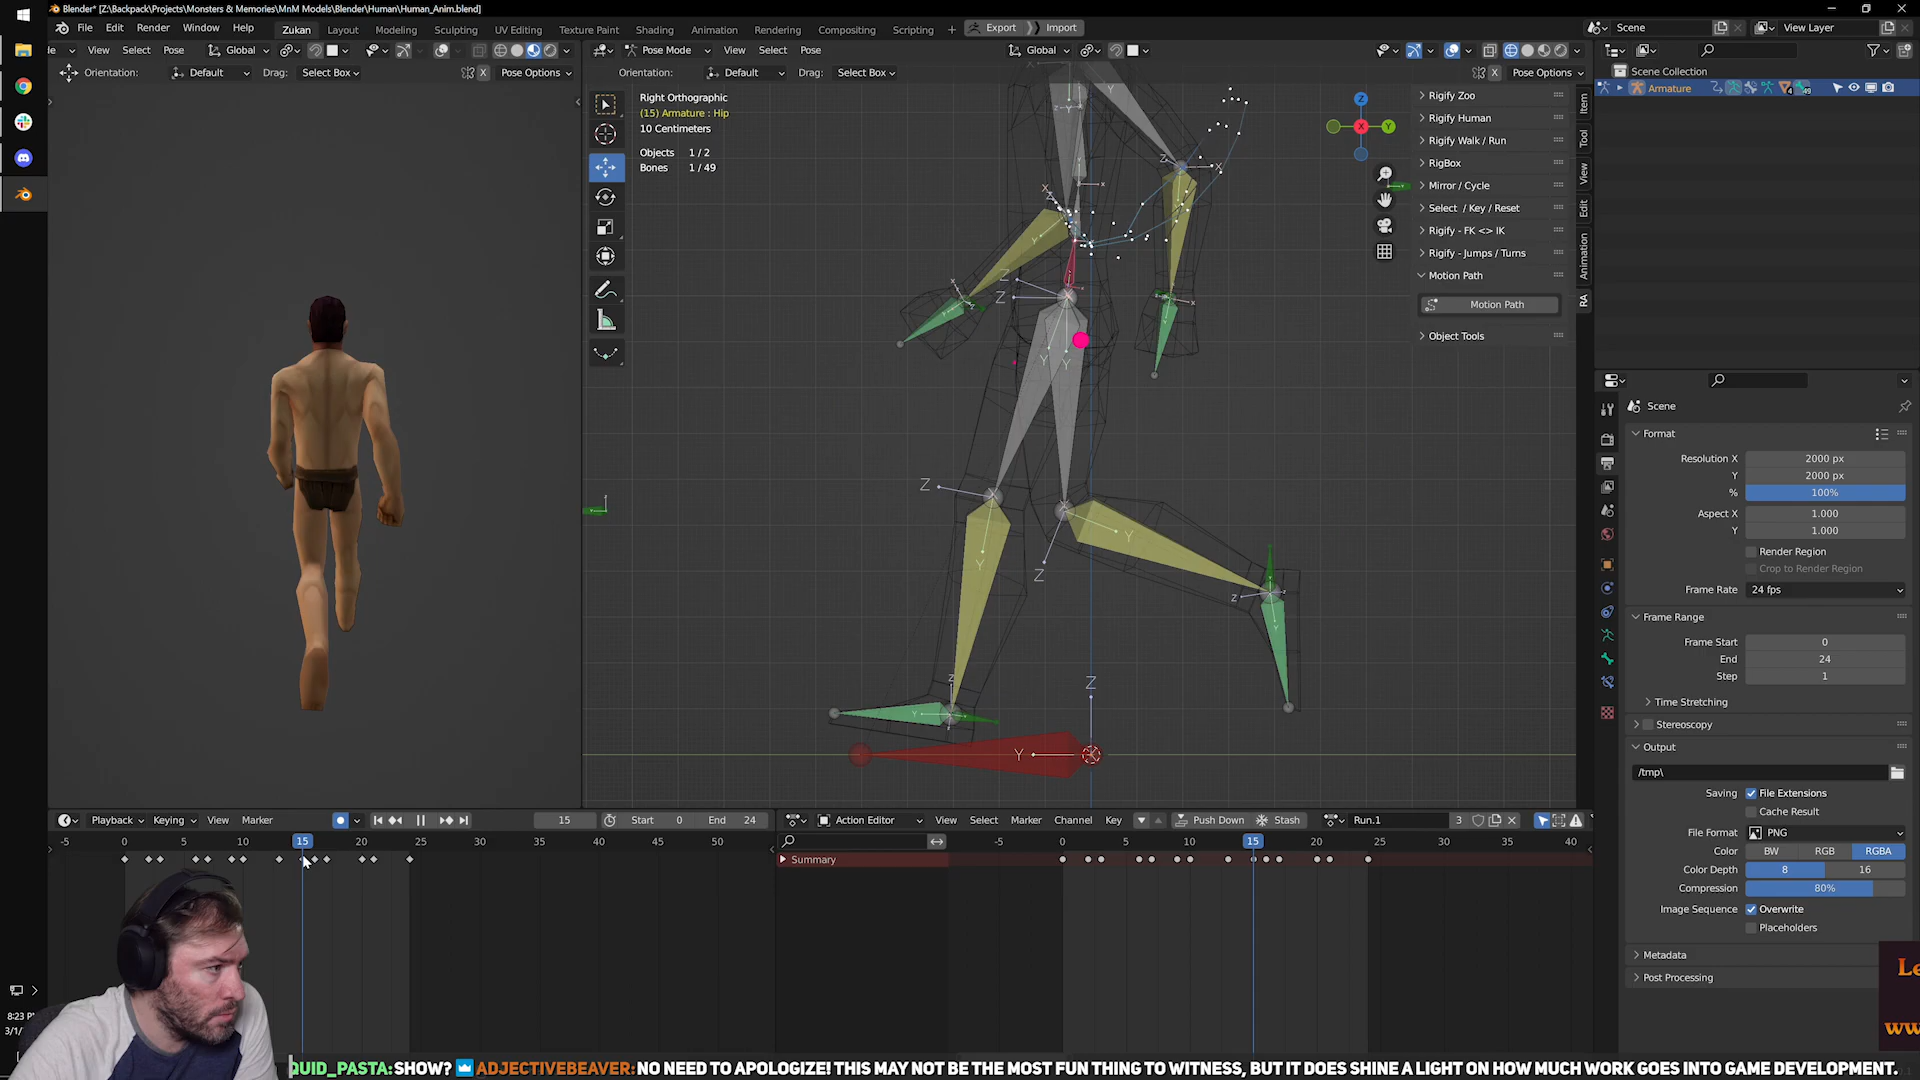 Blender* [Z:\Backpack\Projects\Monsters & Memories\MnM Models\Blender\Human\Human_Anim.blend]
File Edit Render Window Help Zukan Layout Modeling Sculpting UV Editing Texture Paint Shading Animation Rendering Compositing Scripting + Export Import Scene View Layer
View Select Pose Global Pose Mode View Select Pose Global
Orientation: Default Drag: Select Box X Pose Options Orientation: Default Drag: Select Box X Pose Options
Scene Collection
Armature
Right Orthographic
(15) Armature : Hip
10 Centimeters
Objects 1 / 2
Bones 1 / 49
Rigify Zoo
Rigify Human
Rigify Walk / Run
RigBox
Mirror / Cycle
Select / Key / Reset
Rigify - FK <> IK
Rigify - Jumps / Turns
Motion Path
Motion Path
Object Tools
Item
Tool
View
Edit
Animation
RA
Scene
Format
Resolution X 2000 px
Y 2000 px
% 100%
Aspect X 1.000
Y 1.000
Render Region
Crop to Render Region
Frame Rate 24 fps
Frame Range
Frame Start 0
End 24
Step 1
Time Stretching
Stereoscopy
Output
/tmp\
Saving File Extensions
Cache Result
File Format PNG
Color BW RGB RGBA
Color Depth 8 16
Compression 80%
Image Sequence Overwrite
Placeholders
Metadata
Post Processing
Playback Keying View Marker 15 Start 0 End 24
-5 0 5 10 15 20 25 30 35 40 45 50
Action Editor View Select Marker Channel Key Push Down Stash Run.1 3
-5 0 5 10 15 20 25 30 35 40
Summary
8:23 P
3/1/
Le
ww
QUID_PASTA: SHOW? ADJECTIVEBEAVER: NO NEED TO APOLOGIZE! THIS MAY NOT BE THE MOST FUN THING TO WITNESS, BUT IT DOES SHINE A LIGHT ON HOW MUCH WORK GOES INTO GAME DEVELOPMENT.